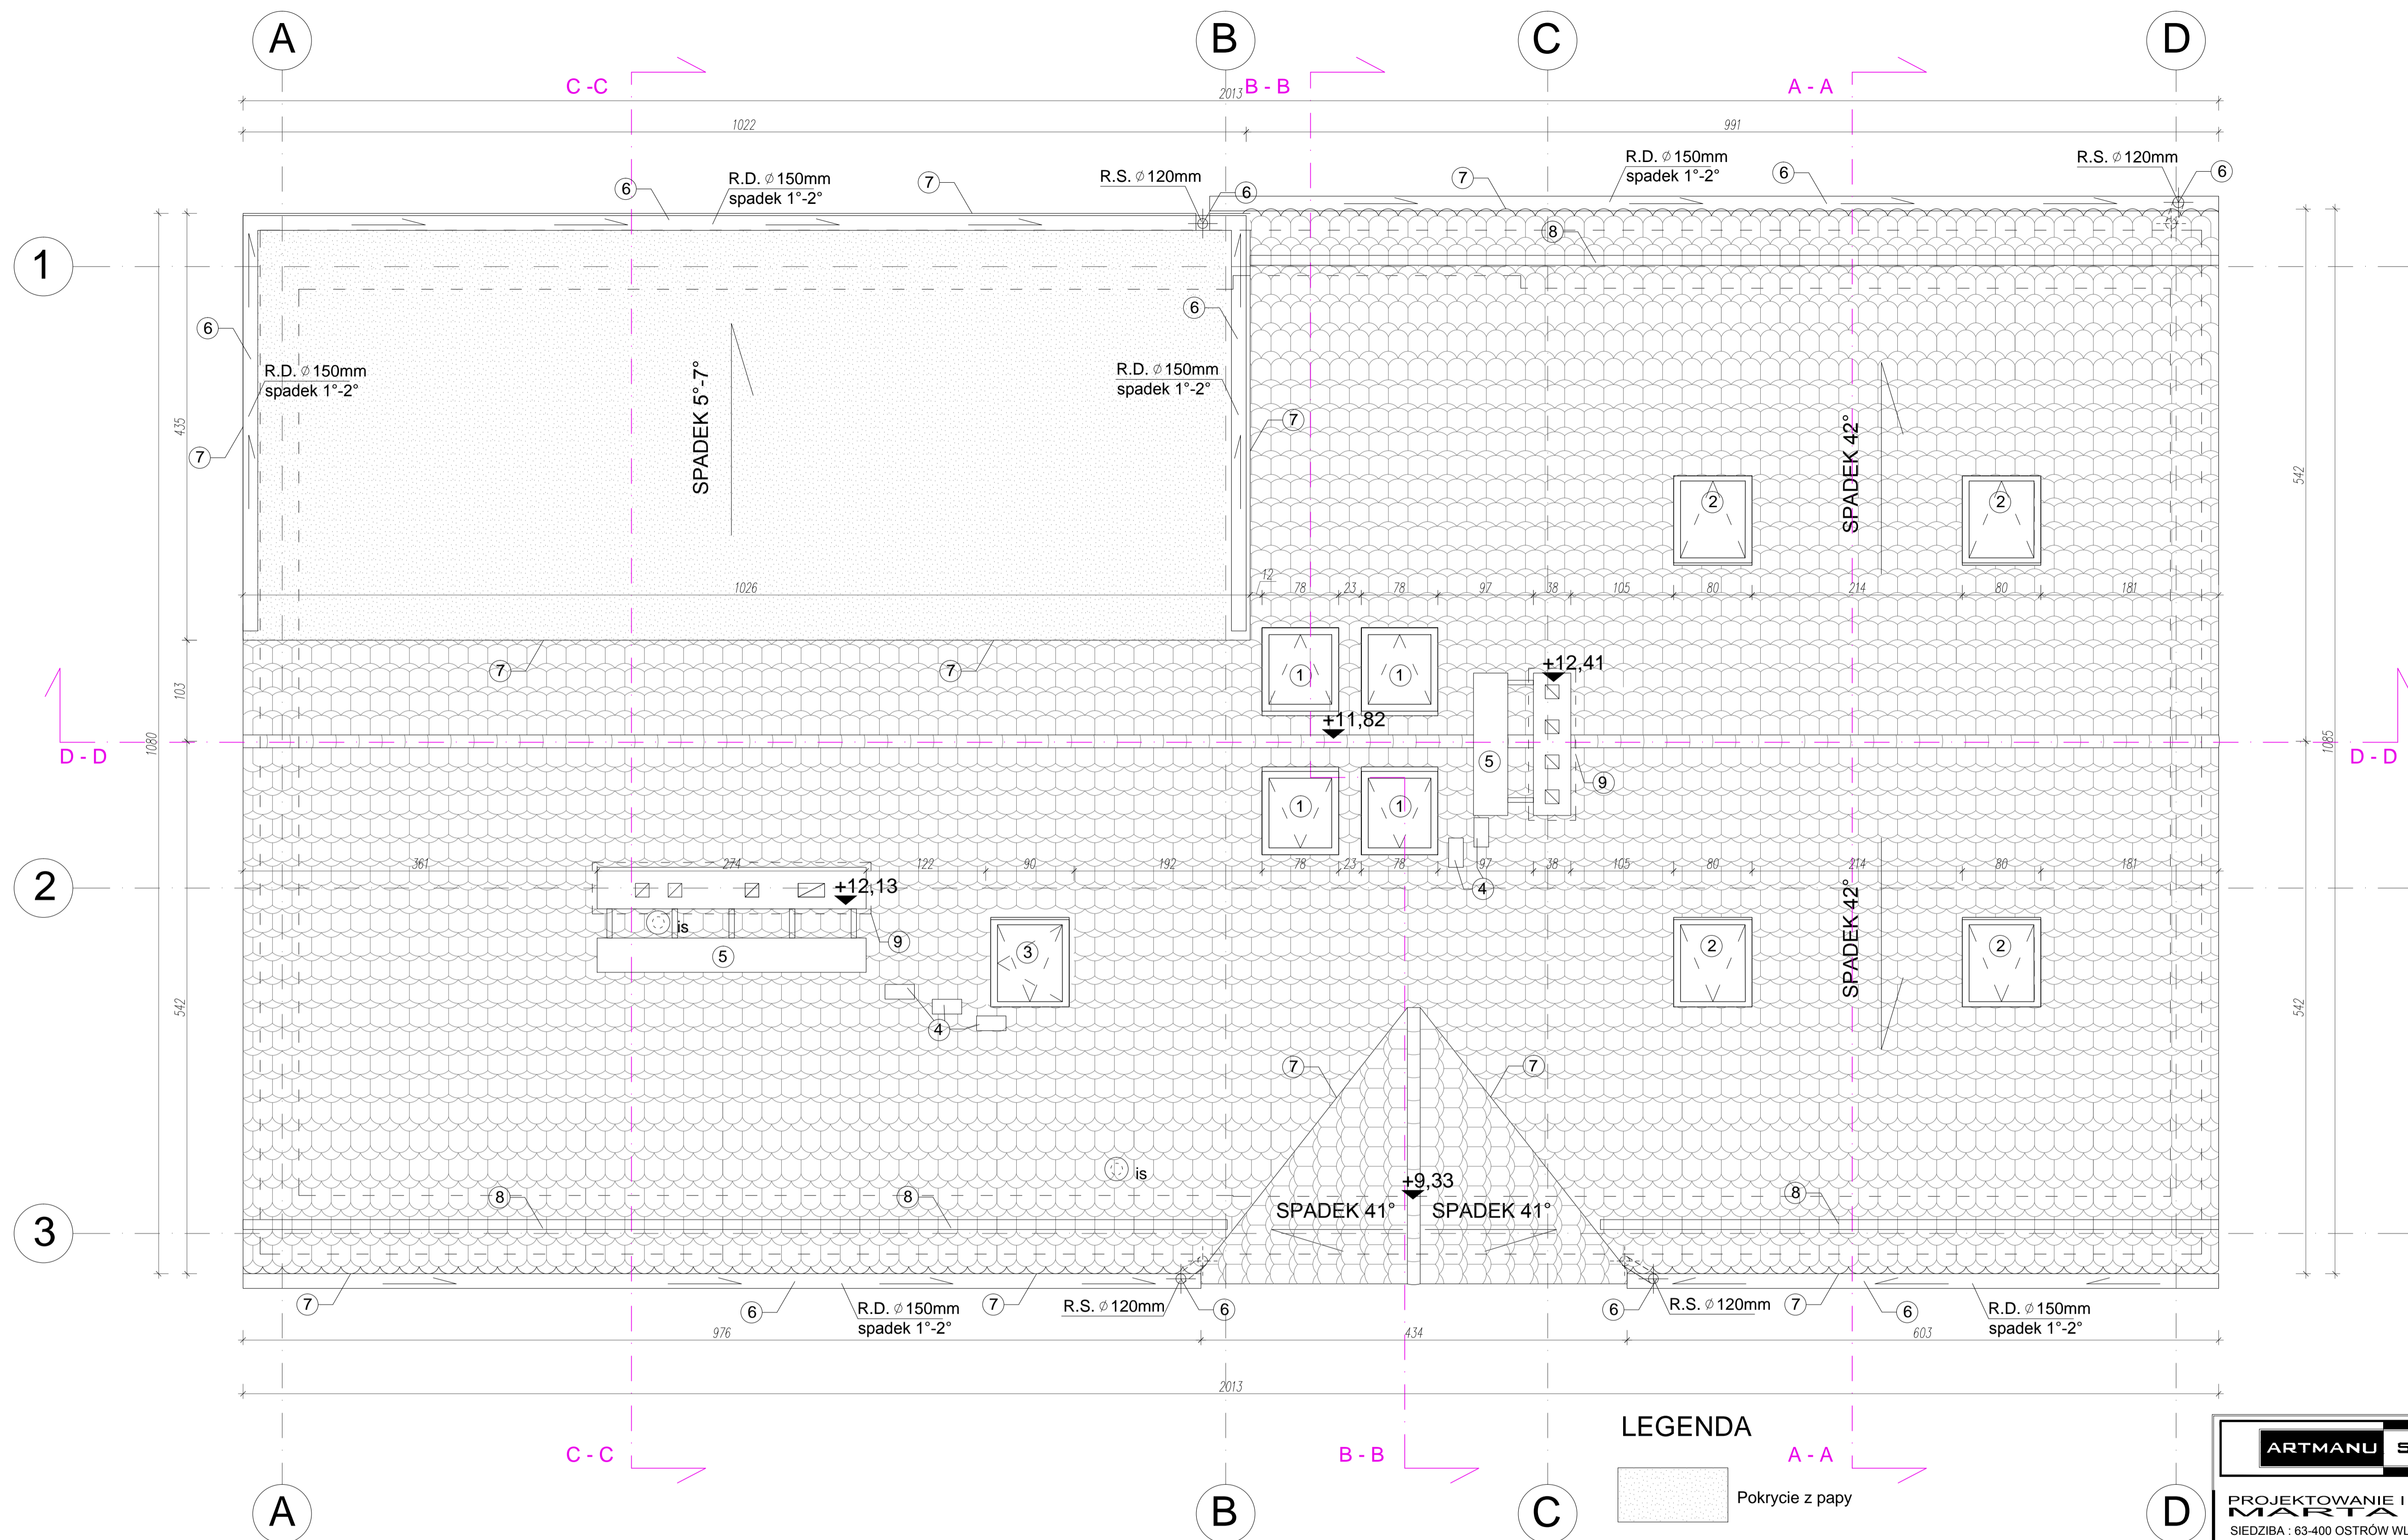 A
B
C
D
C -C
B - B
A - A
2013
1022
991
R.D. ⌀ 150mm
spadek 1°-2°
R.S. ⌀ 120mm
R.D. ⌀ 150mm
spadek 1°-2°
R.S. ⌀ 120mm
6
7
6
7
6
6
8
1
6
6
R.D. ⌀ 150mm
spadek 1°-2°
R.D. ⌀ 150mm
spadek 1°-2°
SPADEK 5°-7°
SPADEK 42°
435
7
7
542
2
2
1026
12
78
23
78
97
38
105
80
214
80
181
7
7
1
1
+12,41
103
1080
+11,82
1085
D - D
D - D
5
9
1
1
361
274
122
90
192
78
23
78
97
38
105
80
214
80
181
2
+12,13
4
SPADEK 42°
is
9
5
3
2
2
542
542
4
7
7
is
+9,33
8
8
8
SPADEK 41°
SPADEK 41°
3
7
6
R.D. ⌀ 150mm
spadek 1°-2°
7
R.S. ⌀ 120mm
6
6
R.S. ⌀ 120mm
7
6
R.D. ⌀ 150mm
spadek 1°-2°
976
434
603
2013
C - C
B - B
A - A
LEGENDA
Pokrycie z papy
A
B
C
D
ARTMANU S
PROJEKTOWANIE I
MARTA
SIEDZIBA : 63-400 OSTRÓW WL